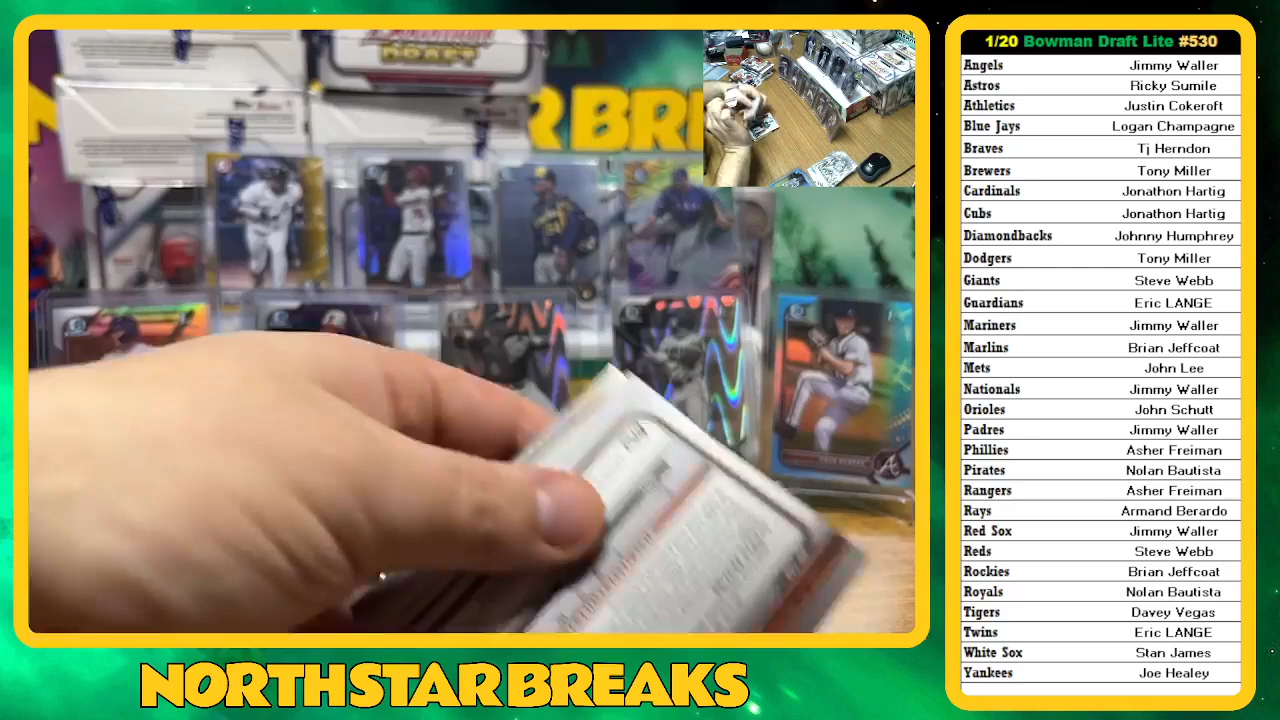 DRAFT
R BR
1/20 Bowman Draft Lite #530
Angels Jimmy Waller
Astros Ricky Sumile
Athletics Justin Cokeroft
Blue Jays Logan Champagne
Braves Tj Herndon
Brewers Tony Miller
Cardinals Jonathon Hartig
Cubs Jonathon Hartig
Diamondbacks Johnny Humphrey
Dodgers Tony Miller
Giants Steve Webb
Guardians Eric LANGE
Mariners Jimmy Waller
Marlins Brian Jeffcoat
Mets John Lee
Nationals Jimmy Waller
Orioles John Schutt
Padres Jimmy Waller
Phillies Asher Freiman
Pirates Nolan Bautista
Rangers Asher Freiman
Rays Armand Berardo
Red Sox Jimmy Waller
Reds Steve Webb
Rockies Brian Jeffcoat
Royals Nolan Bautista
Tigers Davey Vegas
Twins Eric LANGE
White Sox Stan James
Yankees Joe Healey
NORTHSTAR BREAKS